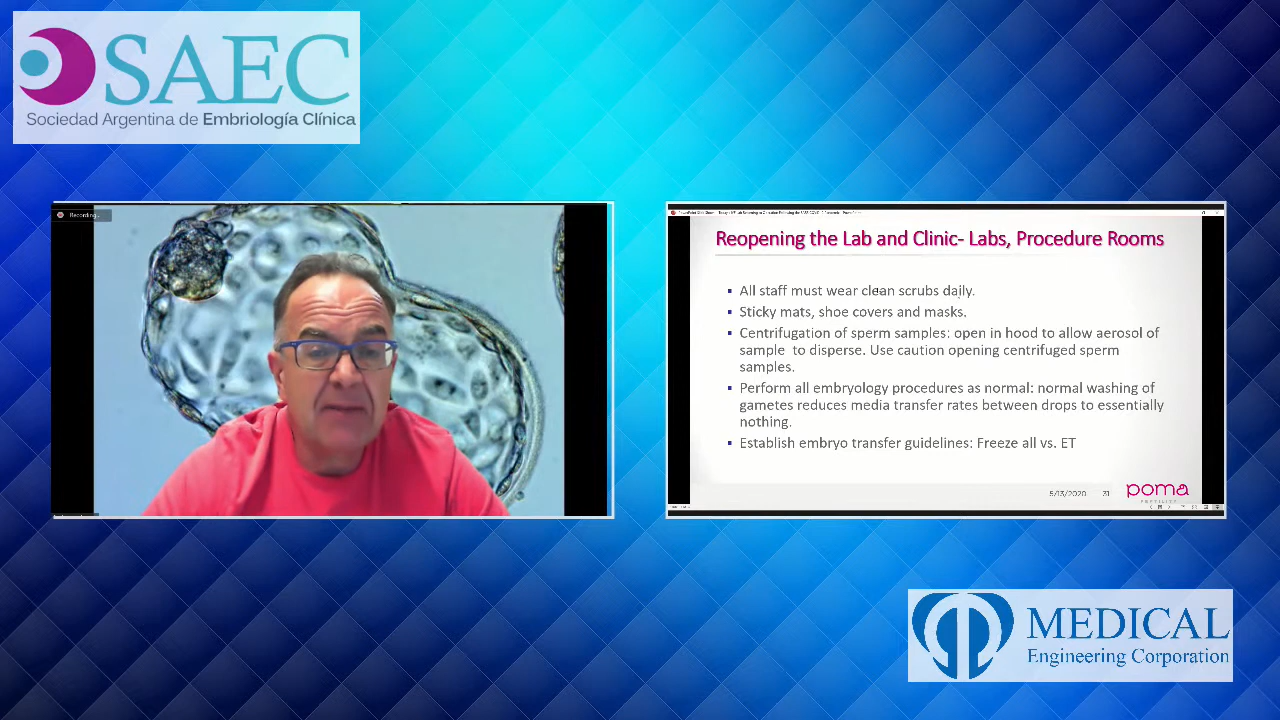 SAEC
Sociedad Argentina de Embriología Clínica
Recording...
Reopening the Lab and Clinic- Labs, Procedure Rooms
▪ All staff must wear clean scrubs daily.
▪ Sticky mats, shoe covers and masks.
▪ Centrifugation of sperm samples: open in hood to allow aerosol of
sample to disperse. Use caution opening centrifuged sperm
samples.
▪ Perform all embryology procedures as normal: normal washing of
gametes reduces media transfer rates between drops to essentially
nothing.
▪ Establish embryo transfer guidelines: Freeze all vs. ET
5/13/2020 31 poma
FERTILITY
MEDICAL
Engineering Corporation